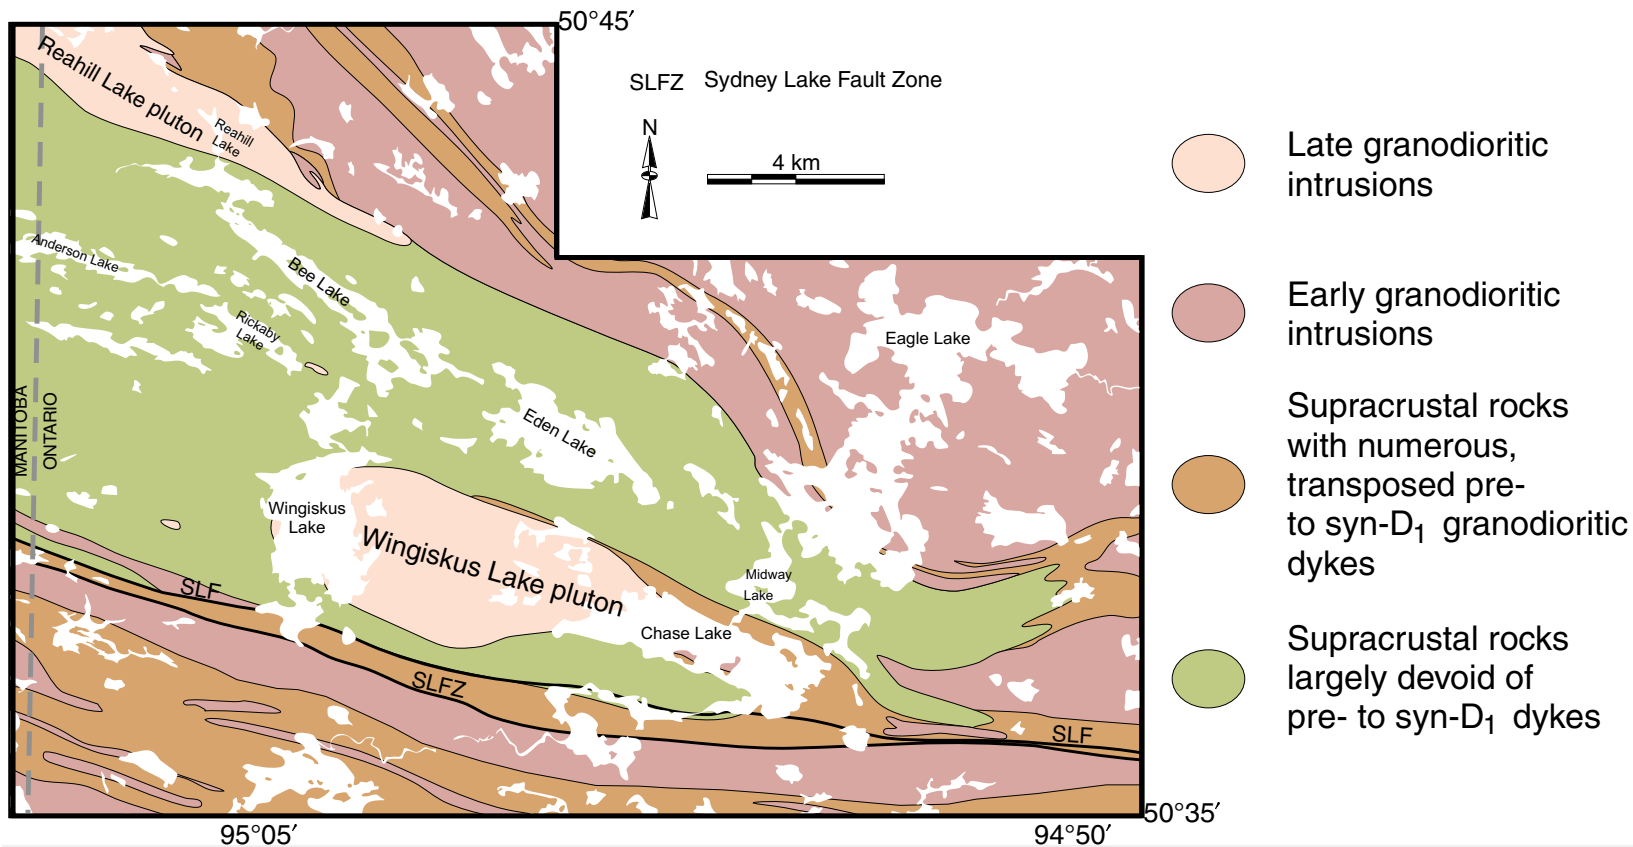 50°45′
SLFZ Sydney Lake Fault Zone
N
4 km
Reahill Lake pluton
Reahill
Lake
Anderson Lake
Bee Lake
Rickaby
Lake
Eagle Lake
MANITOBA
ONTARIO
Eden Lake
Wingiskus
Lake
Wingiskus Lake pluton
Midway
Lake
SLF
Chase Lake
SLFZ
SLF
50°35′
95°05′
94°50′
Late granodioritic
intrusions
Early granodioritic
intrusions
Supracrustal rocks
with numerous,
transposed pre-
to syn-D1 granodioritic
dykes
Supracrustal rocks
largely devoid of
pre- to syn-D1 dykes